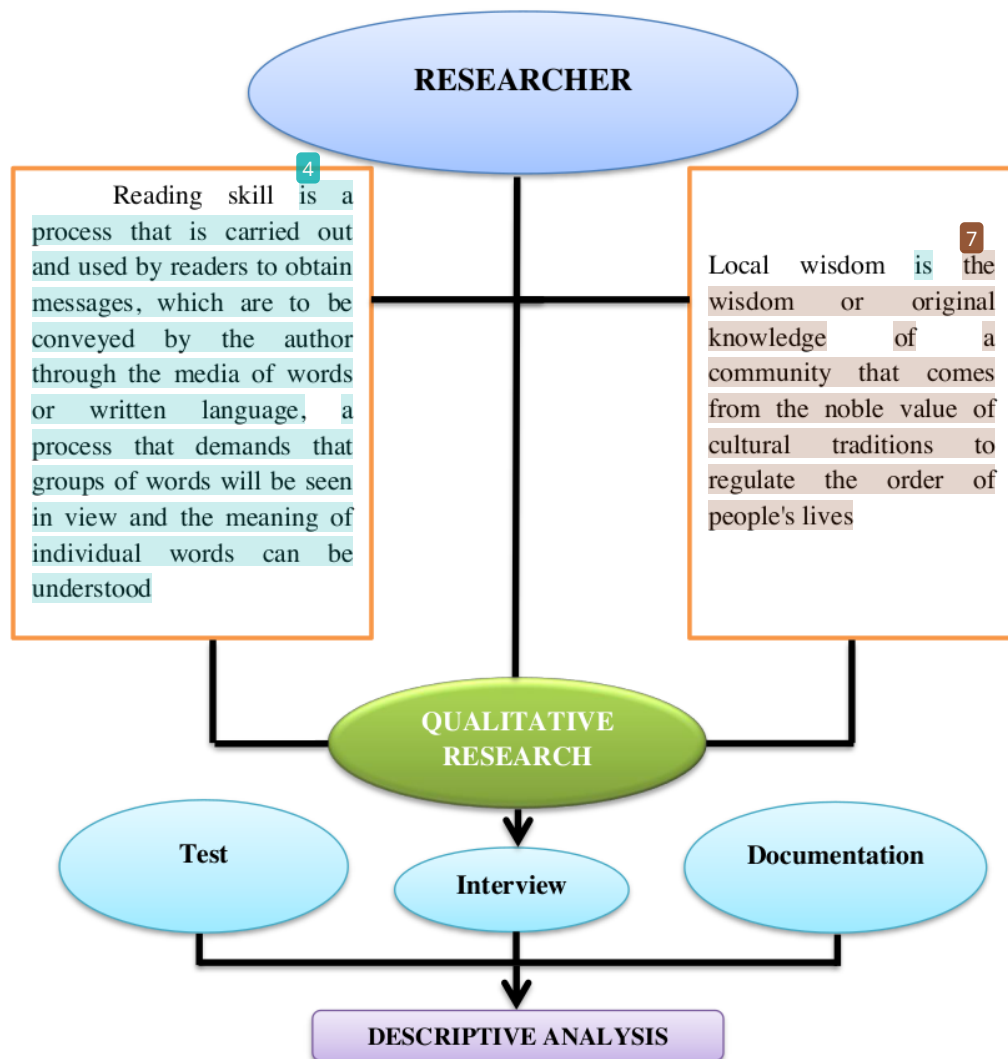 RESEARCHER
4
Reading skill is a
process that is carried out
and used by readers to obtain
messages, which are to be
conveyed by the author
through the media of words
or written language, a
process that demands that
groups of words will be seen
in view and the meaning of
individual words can be
understood
7
Local wisdom is the
wisdom or original
knowledge of a
community that comes
from the noble value of
cultural traditions to
regulate the order of
people's lives
QUALITATIVE
RESEARCH
Test
Interview
Documentation
DESCRIPTIVE ANALYSIS